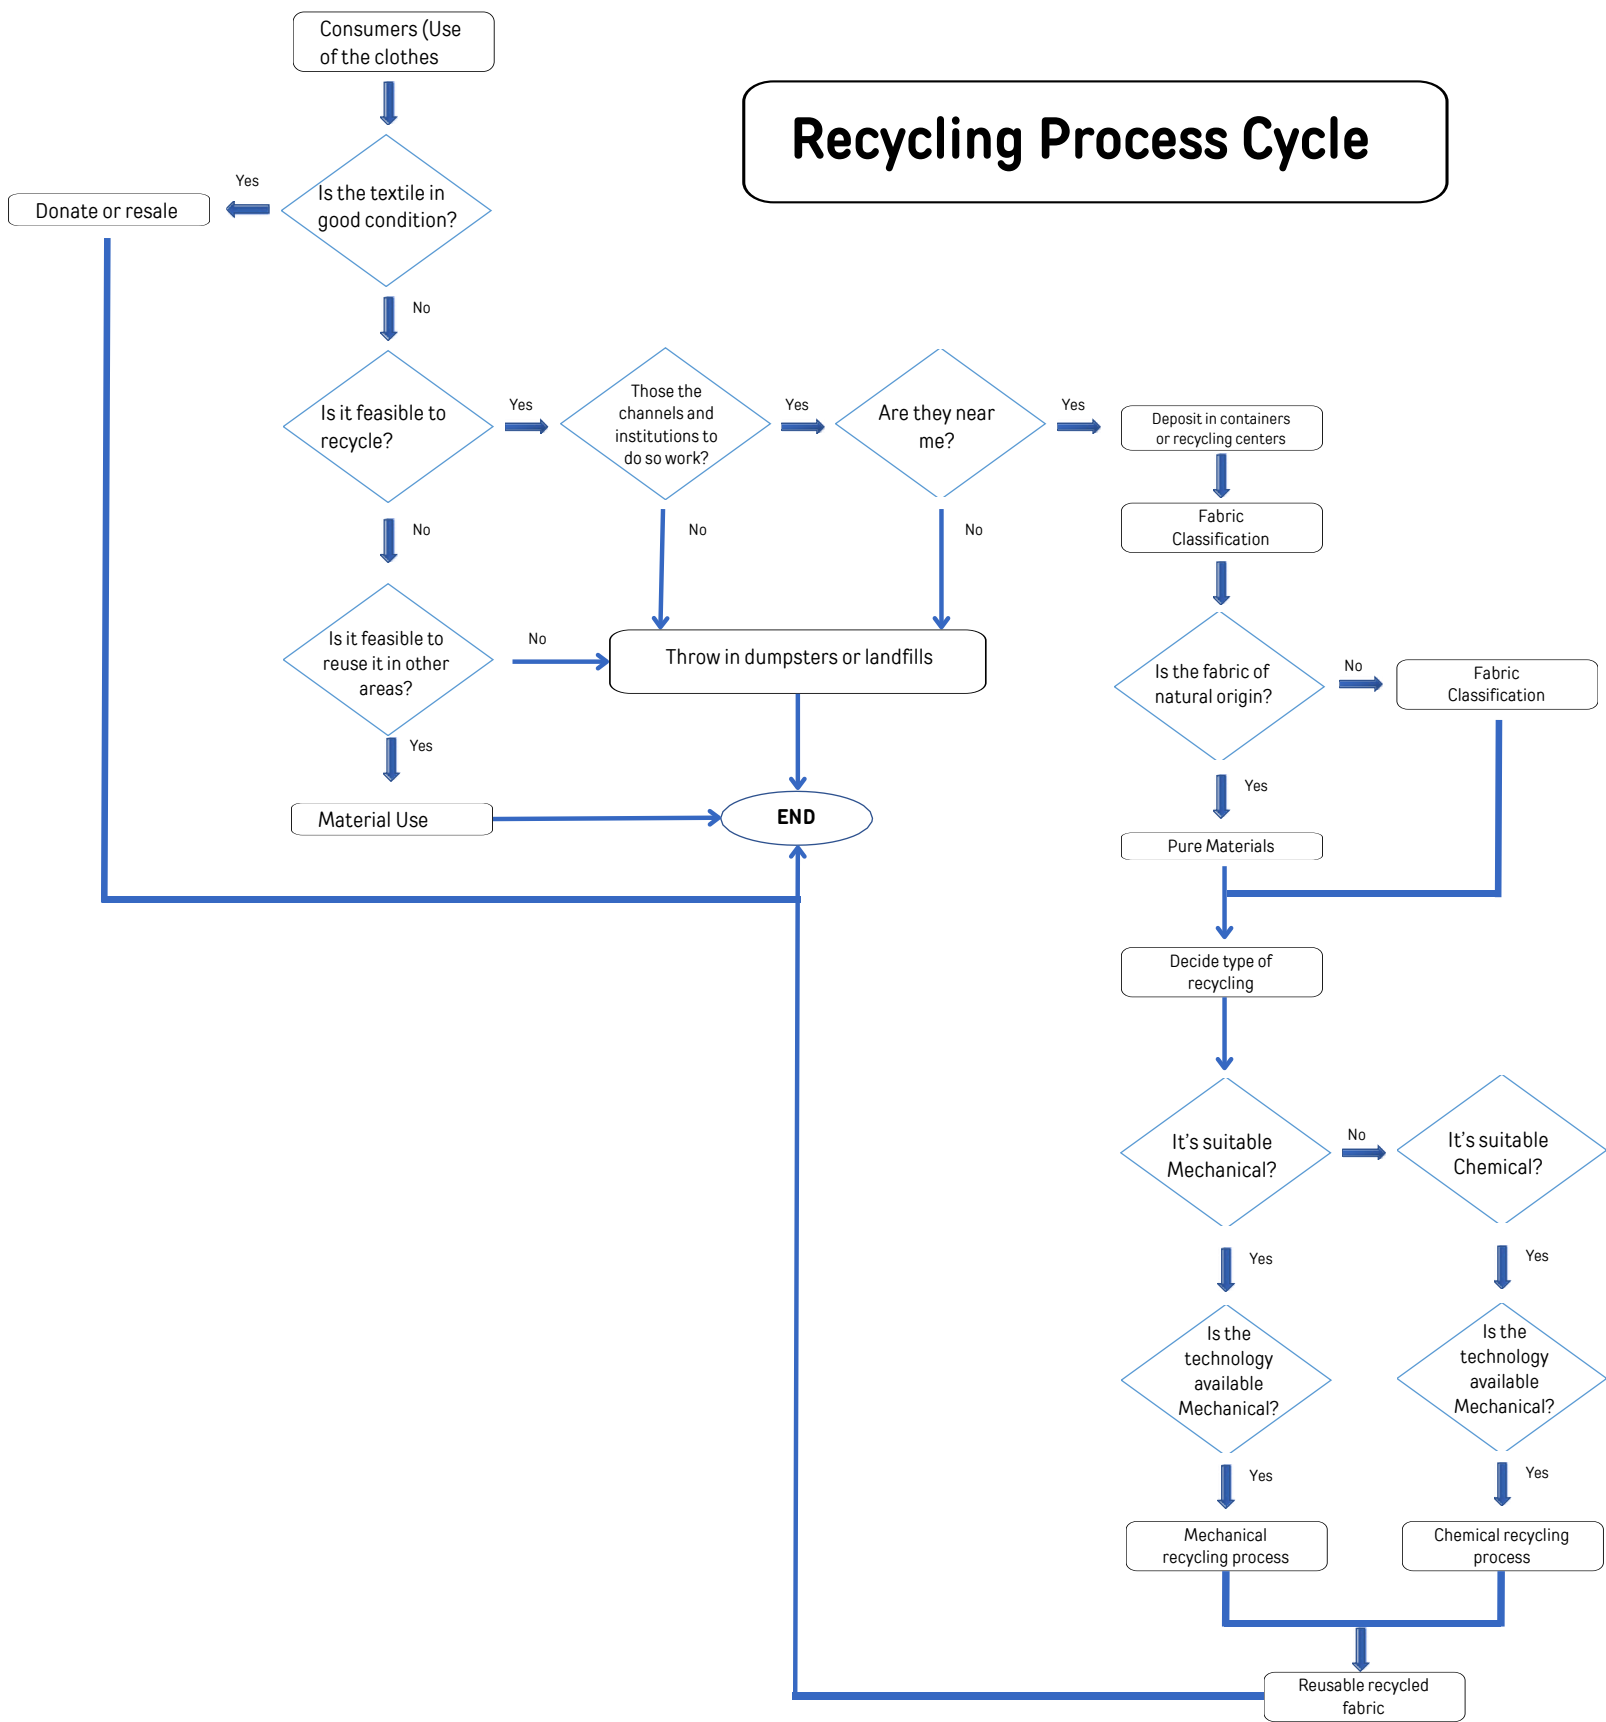 Consumers (Use
of the clothes
Recycling Process Cycle
Yes
Is the textile in
good condition?
Donate or resale
No
Is it feasible to
recycle?
Yes
Those the
channels and
institutions to
do so work?
Yes
Are they near
me?
Yes
Deposit in containers
or recycling centers
No
No
No
Fabric
Classification
Is it feasible to
reuse it in other
areas?
No
Throw in dumpsters or landfills
Is the fabric of
natural origin?
No
Fabric
Classification
Yes
Yes
Material Use
END
Pure Materials
Decide type of
recycling
It's suitable
Mechanical?
No
It's suitable
Chemical?
Yes
Yes
Is the
technology
available
Mechanical?
Is the
technology
available
Mechanical?
Yes
Yes
Mechanical
recycling process
Chemical recycling
process
Reusable recycled
fabric